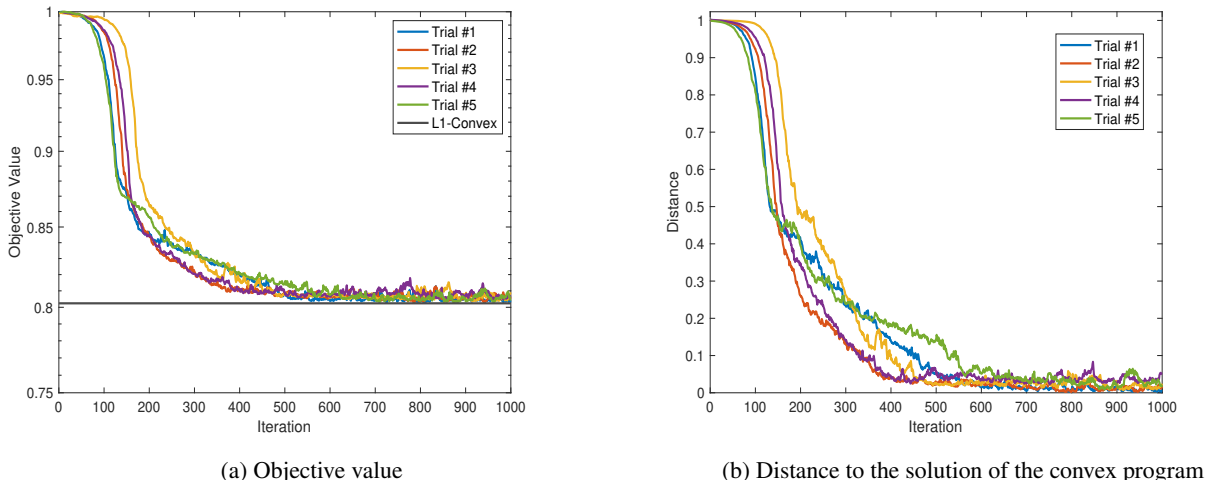 1
0.95
0.9
0.85
0.8
0.75
Objective Value
0 100 200 300 400 500 600 700 800 900 1000
Iteration
Trial #1
Trial #2
Trial #3
Trial #4
Trial #5
L1-Convex
(a) Objective value
1
0.9
0.8
0.7
0.6
0.5
0.4
0.3
0.2
0.1
0
Distance
0 100 200 300 400 500 600 700 800 900 1000
Iteration
Trial #1
Trial #2
Trial #3
Trial #4
Trial #5
(b) Distance to the solution of the convex program